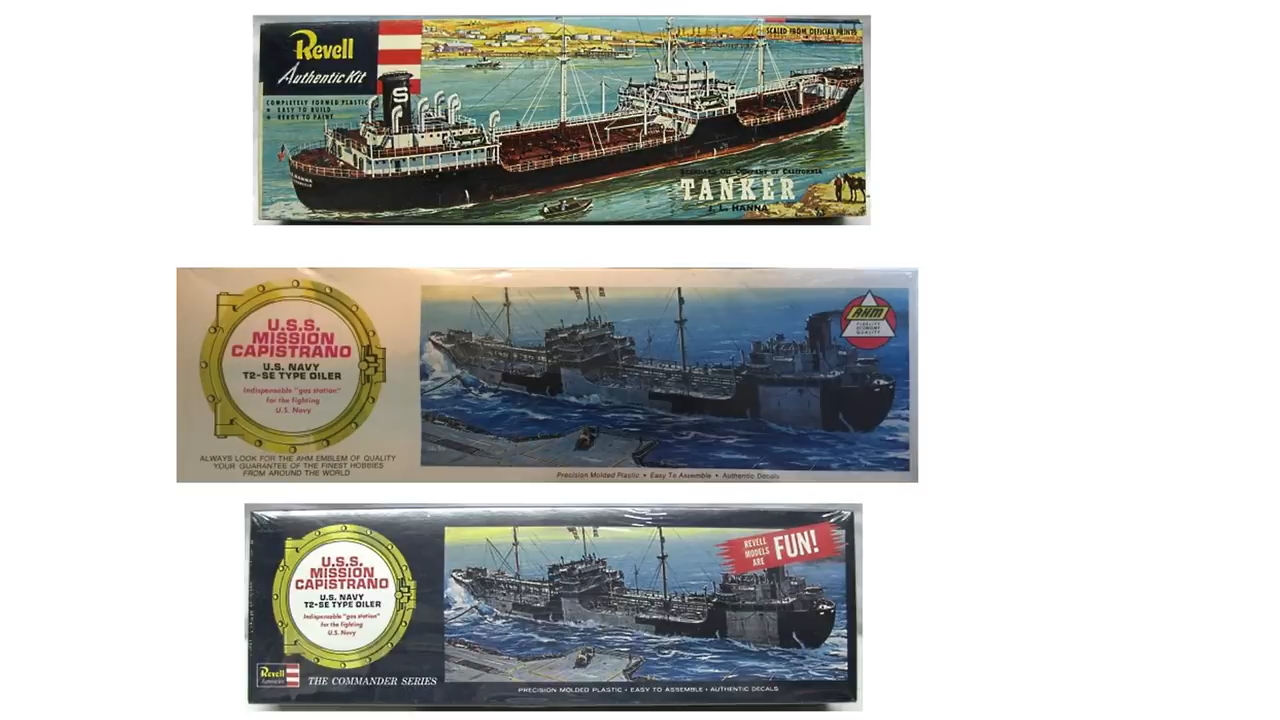 Revell
Authentic Kit
COMPLETELY FORMED PLASTIC
• EASY TO BUILD
• READY TO PAINT
SCALED FROM OFFICIAL PRINTS
S
STANDARD OIL COMPANY OF CALIFORNIA
TANKER
J. L. HANNA
U.S.S.
MISSION
CAPISTRANO
U.S. NAVY
T2-SE TYPE OILER
Indispensable "gas station"
for the fighting
U.S. Navy
ALWAYS LOOK FOR THE AHM EMBLEM OF QUALITY
YOUR GUARANTEE OF THE FINEST HOBBIES
FROM AROUND THE WORLD
AHM
FIDELITY
ECONOMY
QUALITY
Precision Molded Plastic • Easy To Assemble • Authentic Decals
U.S.S.
MISSION
CAPISTRANO
U.S. NAVY
T2-SE TYPE OILER
Indispensable "gas station"
for the fighting
U.S. Navy
Revell
THE COMMANDER SERIES
REVELL
MODELS
ARE
FUN!
PRECISION MOLDED PLASTIC • EASY TO ASSEMBLE • AUTHENTIC DECALS